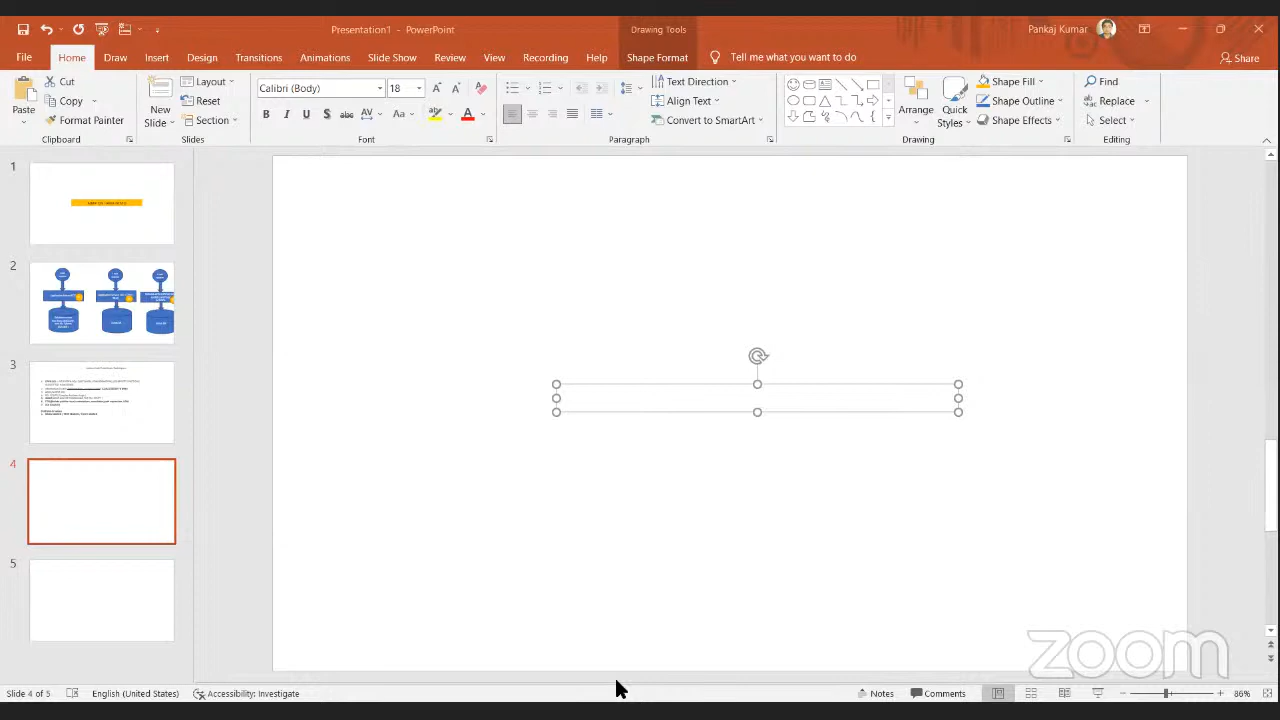 Presentation1 - PowerPoint
Drawing Tools
Pankaj Kumar
File
Home
Draw
Insert
Design
Transitions
Animations
Slide Show
Review
View
Recording
Help
Shape Format
Tell me what you want to do
Share
Paste
Cut
Copy
Format Painter
Clipboard
New
Slide
Layout
Reset
Section
Slides
Calibri (Body)
18
B I U S abc AV Aa A
Font
Text Direction
Align Text
Convert to SmartArt
Paragraph
Arrange
Quick
Styles
Shape Fill
Shape Outline
Shape Effects
Drawing
Find
Replace
Select
Editing
1
2
3
4
5
zoom
Slide 4 of 5
English (United States)
Accessibility: Investigate
Notes
Comments
86%